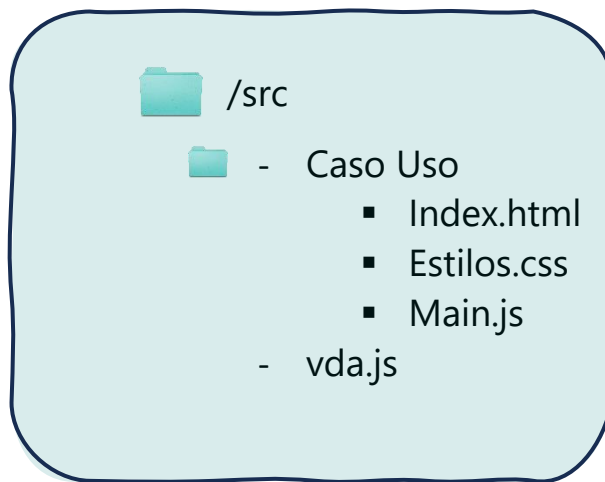 /src
- Caso Uso
▪ Index.html
▪ Estilos.css
▪ Main.js
- vda.js